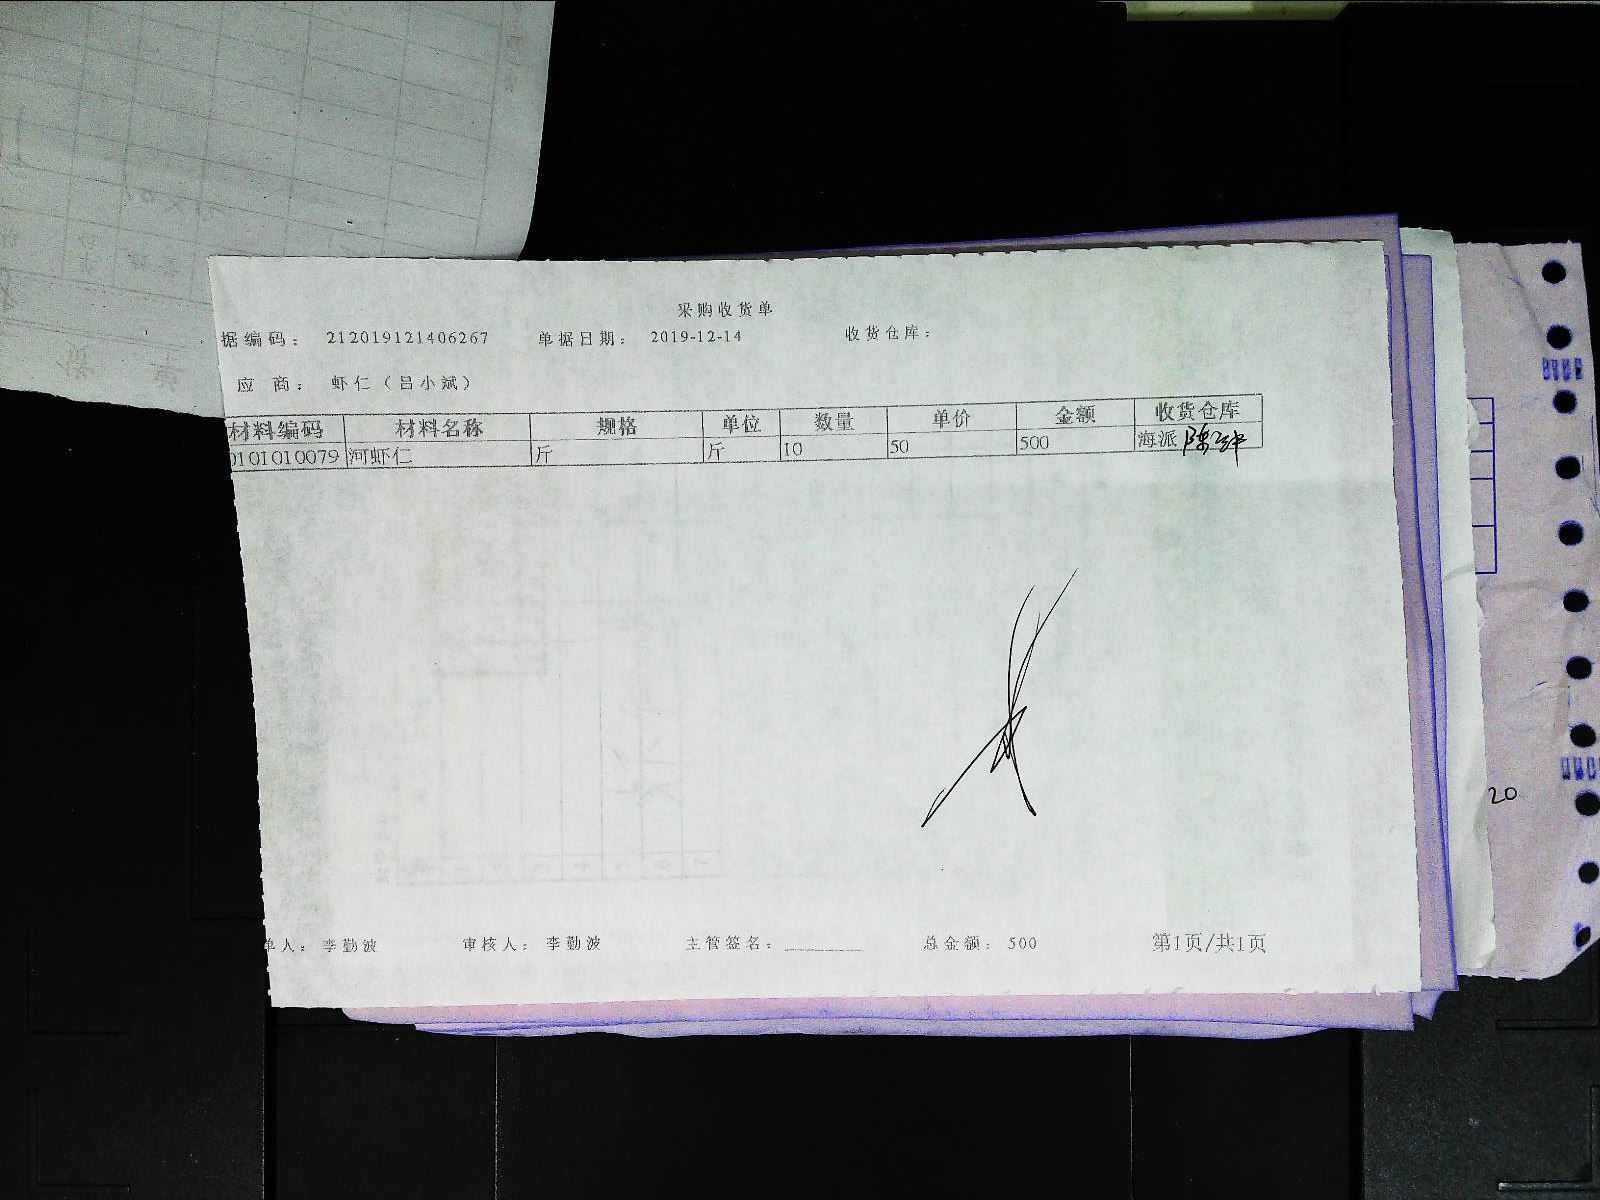 采购收货单
据编码： 212019121406267 单据日期： 2019-12-14 收货仓库：
应 商： 虾仁（吕小斌）
材料编码 材料名称 规格 单位 数量 单价 金额 收货仓库
0101010079 河虾仁 斤 斤 10 50 500 海派
20
单人： 李勤波 审核人： 李勤波 主管签名： 总金额： 500 第1页/共1页